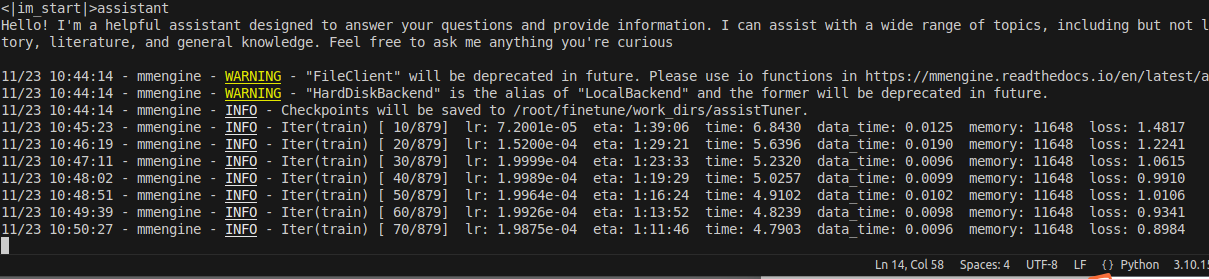 <|im_start|>assistant
Hello! I'm a helpful assistant designed to answer your questions and provide information. I can assist with a wide range of topics, including but not l
tory, literature, and general knowledge. Feel free to ask me anything you're curious
11/23 10:44:14 - mmengine - WARNING - "FileClient" will be deprecated in future. Please use io functions in https://mmengine.readthedocs.io/en/latest/a
11/23 10:44:14 - mmengine - WARNING - "HardDiskBackend" is the alias of "LocalBackend" and the former will be deprecated in future.
11/23 10:44:14 - mmengine - INFO - Checkpoints will be saved to /root/finetune/work_dirs/assistTuner.
11/23 10:45:23 - mmengine - INFO - Iter(train) [ 10/879]  lr: 7.2001e-05  eta: 1:39:06  time: 6.8430  data_time: 0.0125  memory: 11648  loss: 1.4817
11/23 10:46:19 - mmengine - INFO - Iter(train) [ 20/879]  lr: 1.5200e-04  eta: 1:29:21  time: 5.6396  data_time: 0.0190  memory: 11648  loss: 1.2241
11/23 10:47:11 - mmengine - INFO - Iter(train) [ 30/879]  lr: 1.9999e-04  eta: 1:23:33  time: 5.2320  data_time: 0.0096  memory: 11648  loss: 1.0615
11/23 10:48:02 - mmengine - INFO - Iter(train) [ 40/879]  lr: 1.9989e-04  eta: 1:19:29  time: 5.0257  data_time: 0.0099  memory: 11648  loss: 0.9910
11/23 10:48:51 - mmengine - INFO - Iter(train) [ 50/879]  lr: 1.9964e-04  eta: 1:16:24  time: 4.9102  data_time: 0.0102  memory: 11648  loss: 1.0106
11/23 10:49:39 - mmengine - INFO - Iter(train) [ 60/879]  lr: 1.9926e-04  eta: 1:13:52  time: 4.8239  data_time: 0.0098  memory: 11648  loss: 0.9341
11/23 10:50:27 - mmengine - INFO - Iter(train) [ 70/879]  lr: 1.9875e-04  eta: 1:11:46  time: 4.7903  data_time: 0.0096  memory: 11648  loss: 0.8984
Ln 14, Col 58  Spaces: 4  UTF-8  LF  {} Python  3.10.15